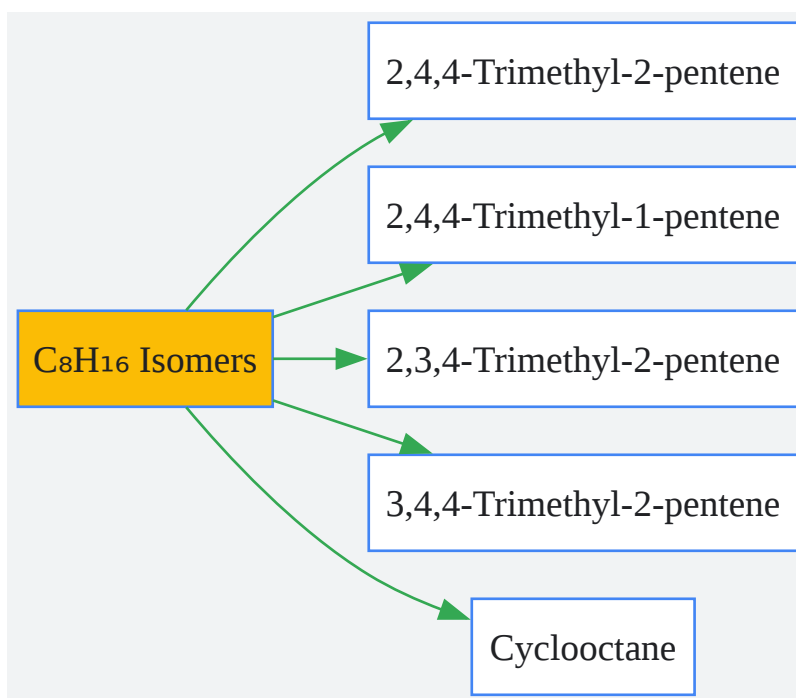 2,4,4-Trimethyl-2-pentene
2,4,4-Trimethyl-1-pentene
C₈H₁₆ Isomers
2,3,4-Trimethyl-2-pentene
3,4,4-Trimethyl-2-pentene
Cyclooctane